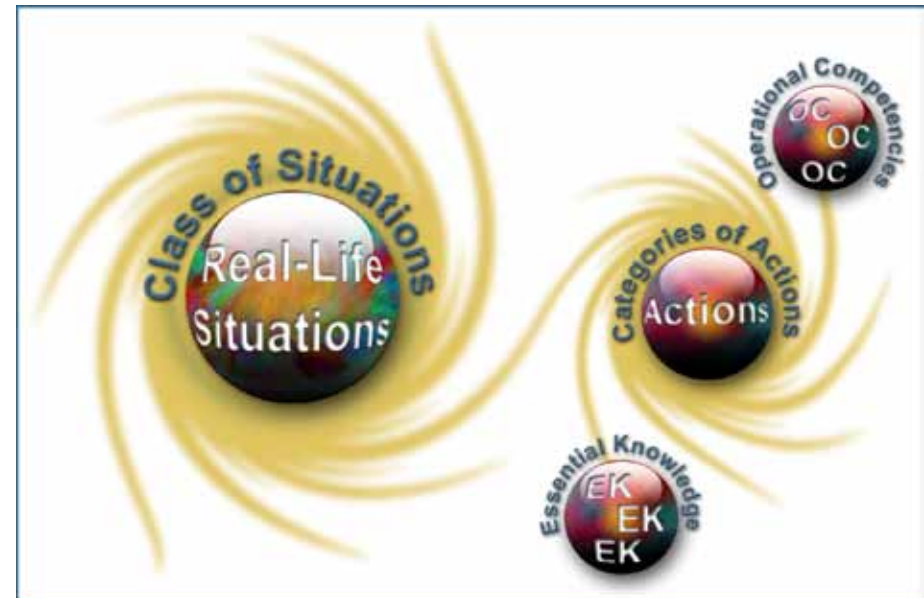 Class of Situations
Real-Life
Situations
Operational Competencies
OC
OC
OC
Categories of Actions
Actions
Essential Knowledge
EK
EK
EK